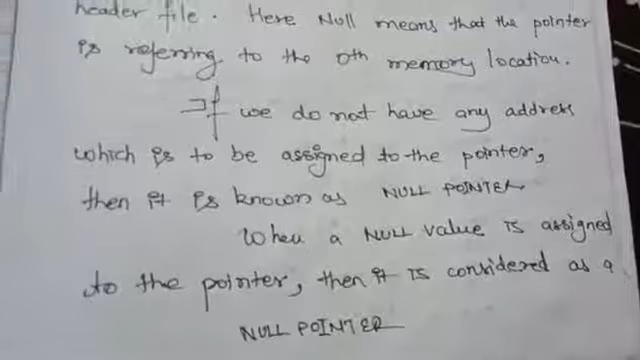 header file. Here Null means that the pointer
is referring to the 0th memory location.
If we do not have any address
which is to be assigned to the pointer,
then it is known as NULL POINTER
When a NULL value is assigned
to the pointer, then it is considered as a
NULL POINTER